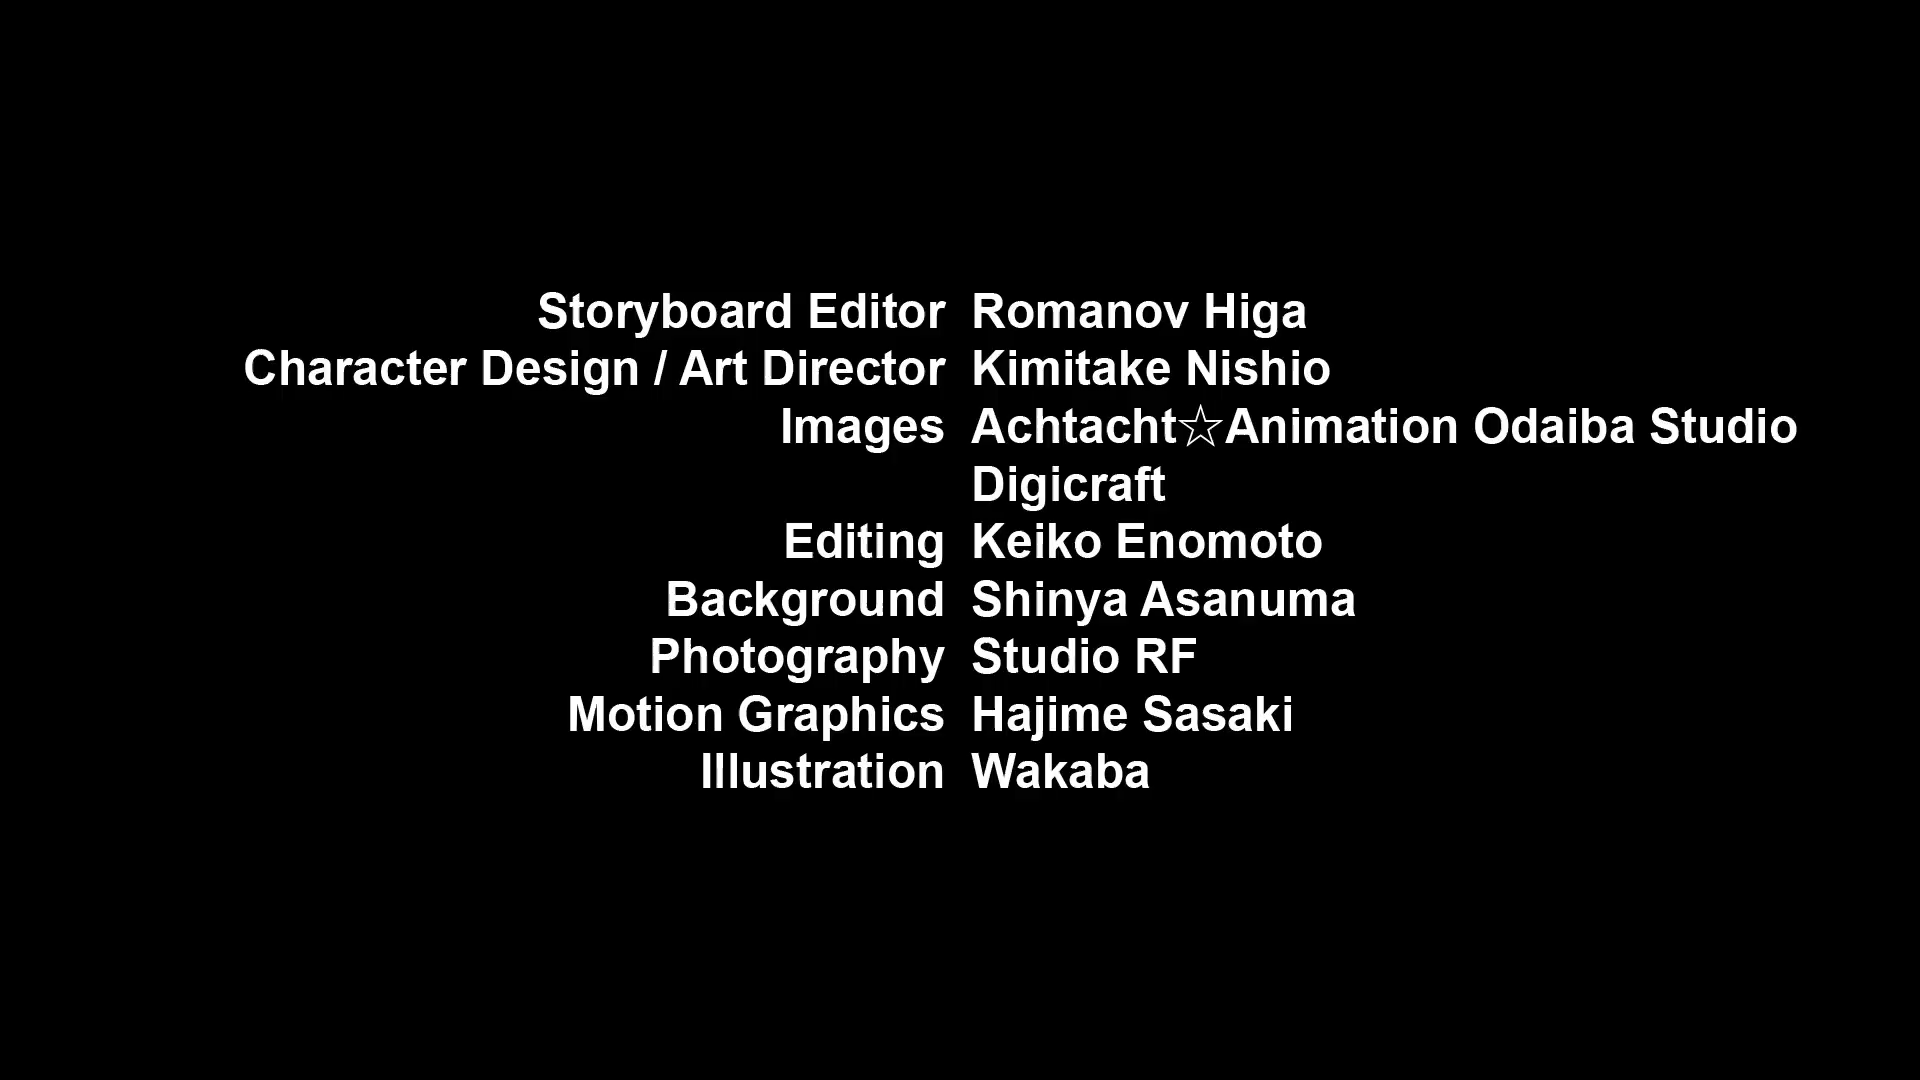 Storyboard Editor Romanov Higa
Character Design / Art Director Kimitake Nishio
Images Achtacht☆Animation Odaiba Studio
Digicraft
Editing Keiko Enomoto
Background Shinya Asanuma
Photography Studio RF
Motion Graphics Hajime Sasaki
Illustration Wakaba